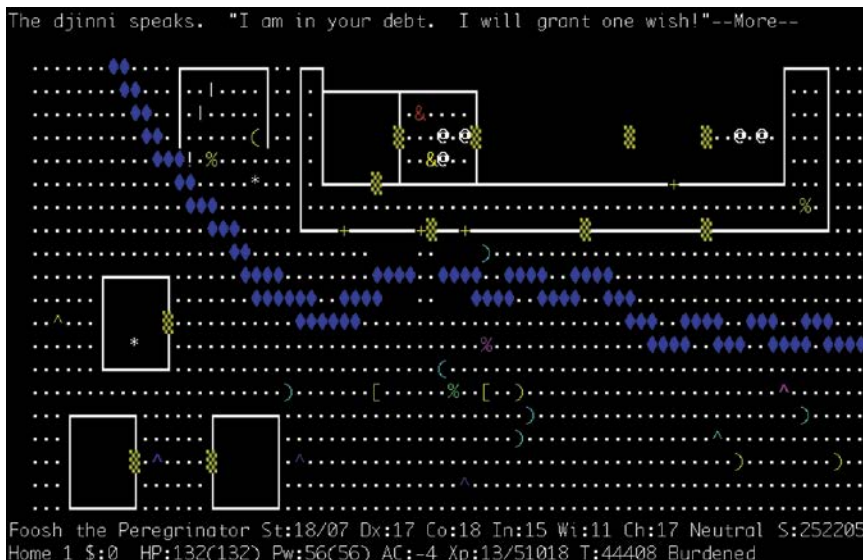 The djinni speaks.  "I am in your debt.  I will grant one wish!"--More--
Foosh the Peregrinator St:18/07 Dx:17 Co:18 In:15 Wi:11 Ch:17 Neutral S:252205
Home 1 $:0  HP:132(132) Pw:56(56) AC:-4 Xp:13/51018 T:44408 Burdened